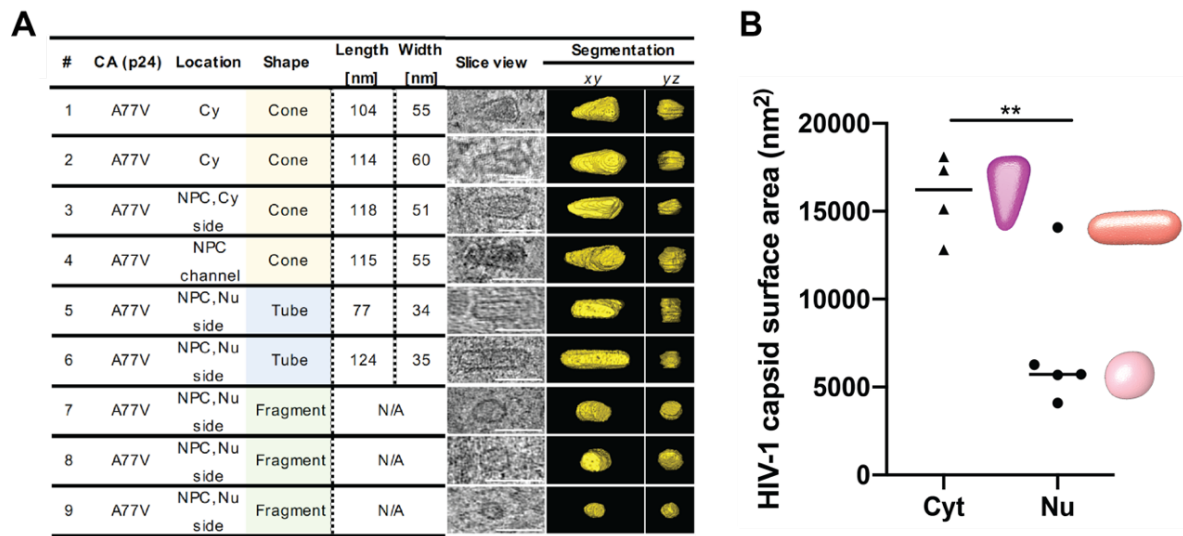 A
# CA (p24) Location Shape Length [nm] Width [nm] Slice view Segmentation
xy yz
1 A77V Cy Cone 104 55
2 A77V Cy Cone 114 60
3 A77V NPC, Cy side Cone 118 51
4 A77V NPC channel Cone 115 55
5 A77V NPC, Nu side Tube 77 34
6 A77V NPC, Nu side Tube 124 35
7 A77V NPC, Nu side Fragment N/A
8 A77V NPC, Nu side Fragment N/A
9 A77V NPC, Nu side Fragment N/A
B
HIV-1 capsid surface area (nm2)
**
20000
15000
10000
5000
0
Cyt Nu